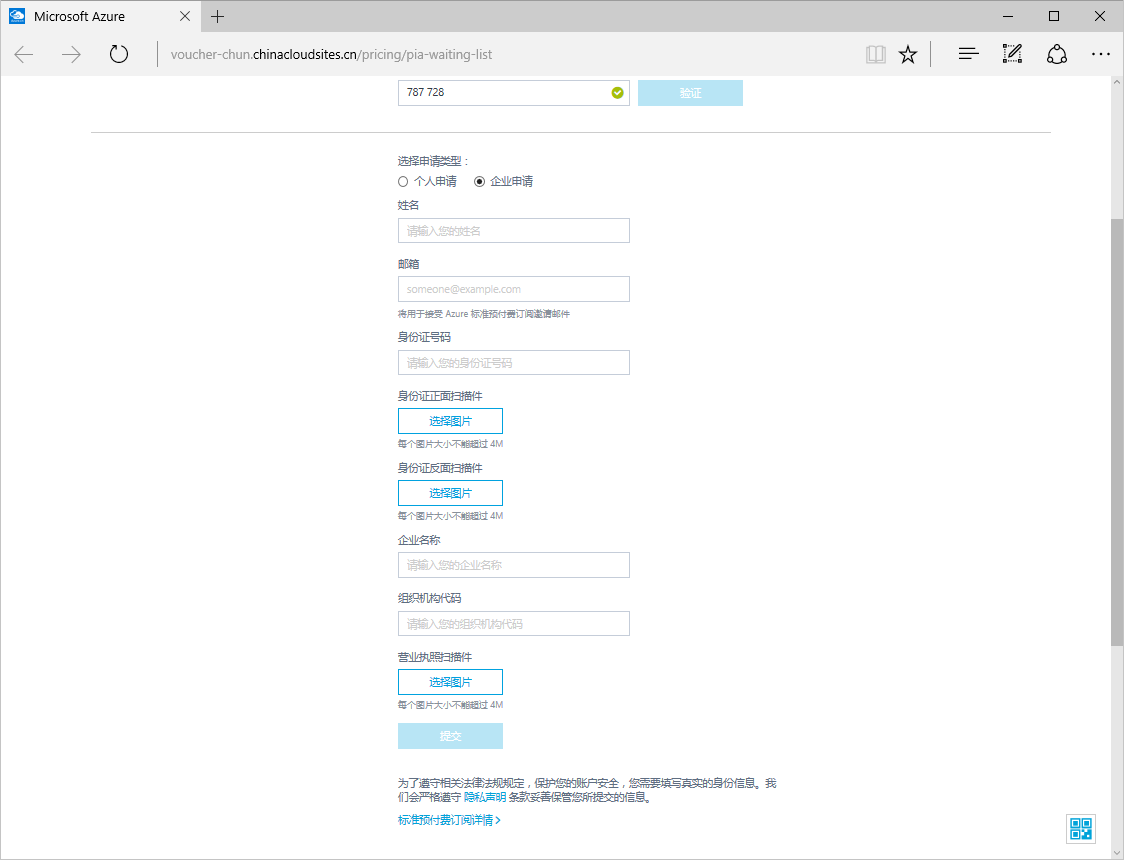 Microsoft Azure
voucher-chun.chinacloudsites.cn/pricing/pia-waiting-list
787 728
验证
选择申请类型：
个人申请 企业申请
姓名
请输入您的姓名
邮箱
someone@example.com
将用于接受 Azure 标准预付费订阅邀请邮件
身份证号码
请输入您的身份证号码
身份证正面扫描件
选择图片
每个图片大小不能超过 4M
身份证反面扫描件
选择图片
每个图片大小不能超过 4M
企业名称
请输入您的企业名称
组织机构代码
请输入您的组织机构代码
营业执照扫描件
选择图片
每个图片大小不能超过 4M
提交
为了遵守相关法律法规规定，保护您的账户安全，您需要填写真实的身份信息。我
们会严格遵守 隐私声明 条款妥善保管您所提交的信息。
标准预付费订阅详情 >